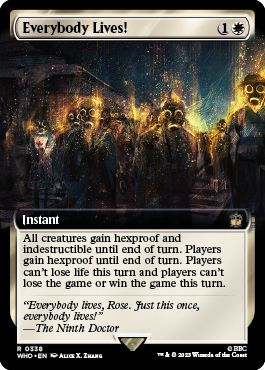 Everybody Lives! 1
Instant
All creatures gain hexproof and
indestructible until end of turn. Players
gain hexproof until end of turn. Players
can't lose life this turn and players can't
lose the game or win the game this turn.
"Everybody lives, Rose. Just this once,
everybody lives!"
—The Ninth Doctor
R 0338
WHO • EN ALIX X. ZHANG
© BBC
™ & © 2023 Wizards of the Coast